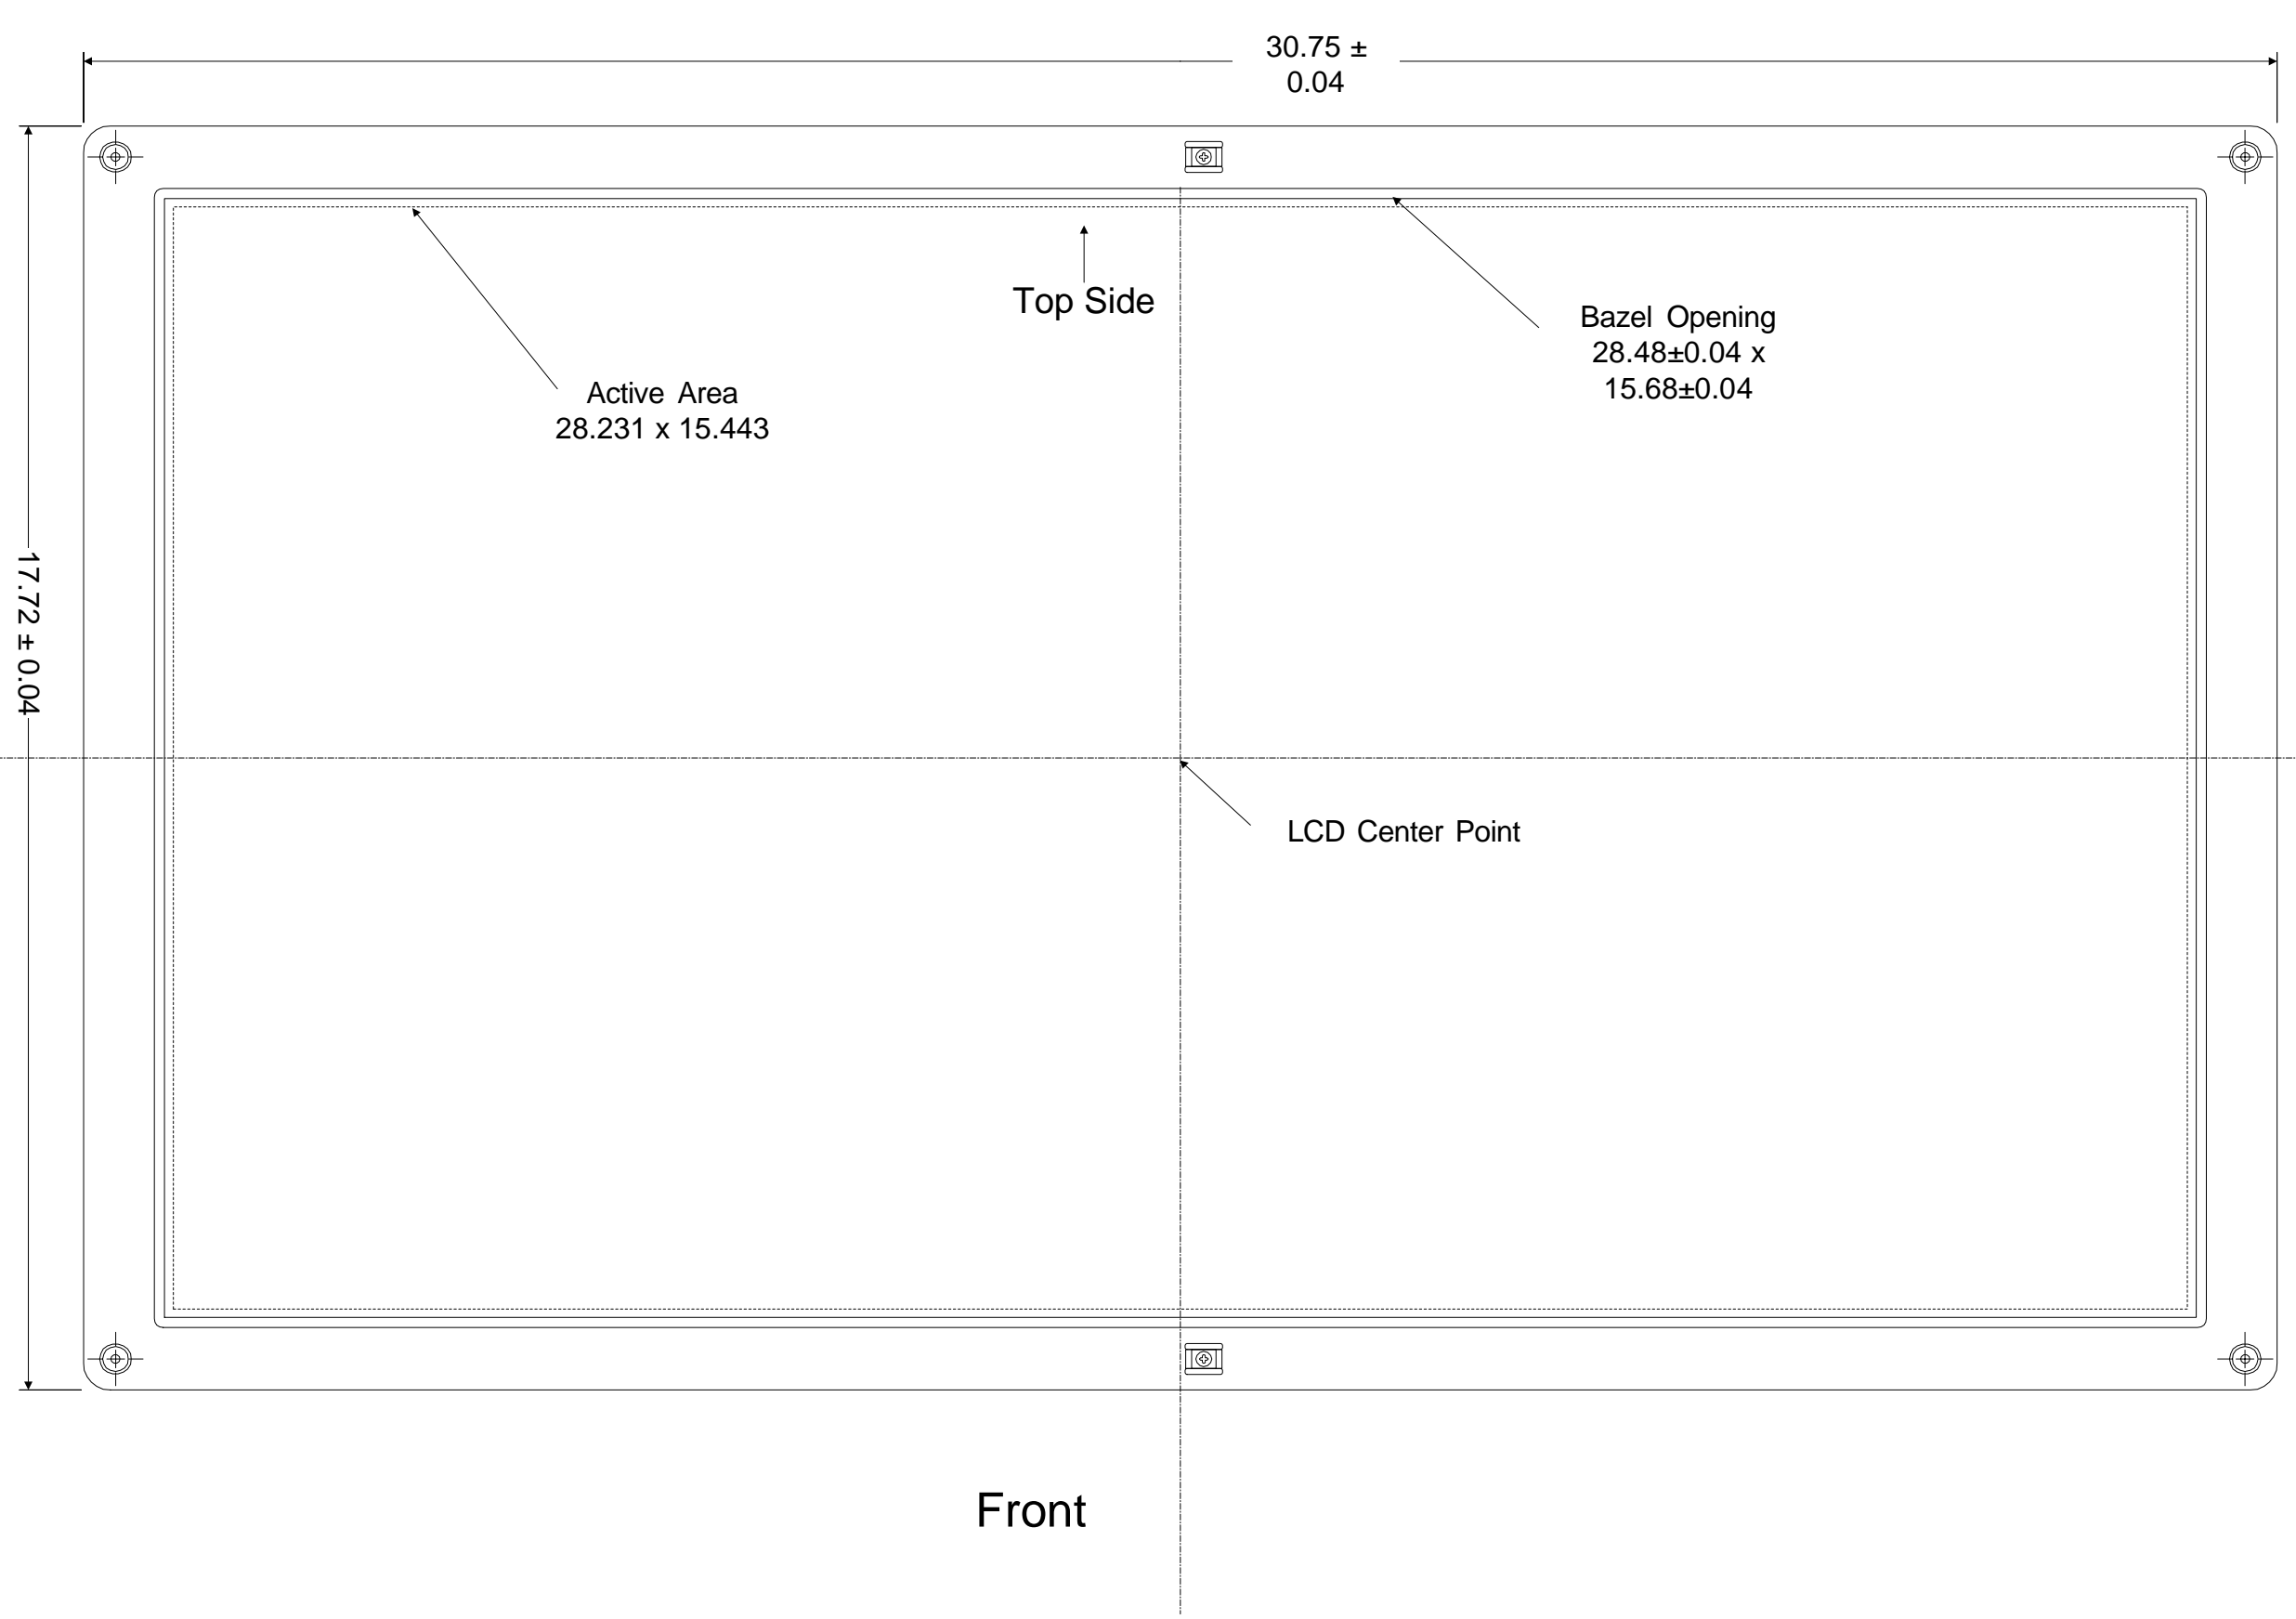 30.75 ±
0.04
Top Side
Bazel Opening
28.48±0.04 x
15.68±0.04
Active Area
28.231 x 15.443
17.72 ± 0.04
LCD Center Point
Front